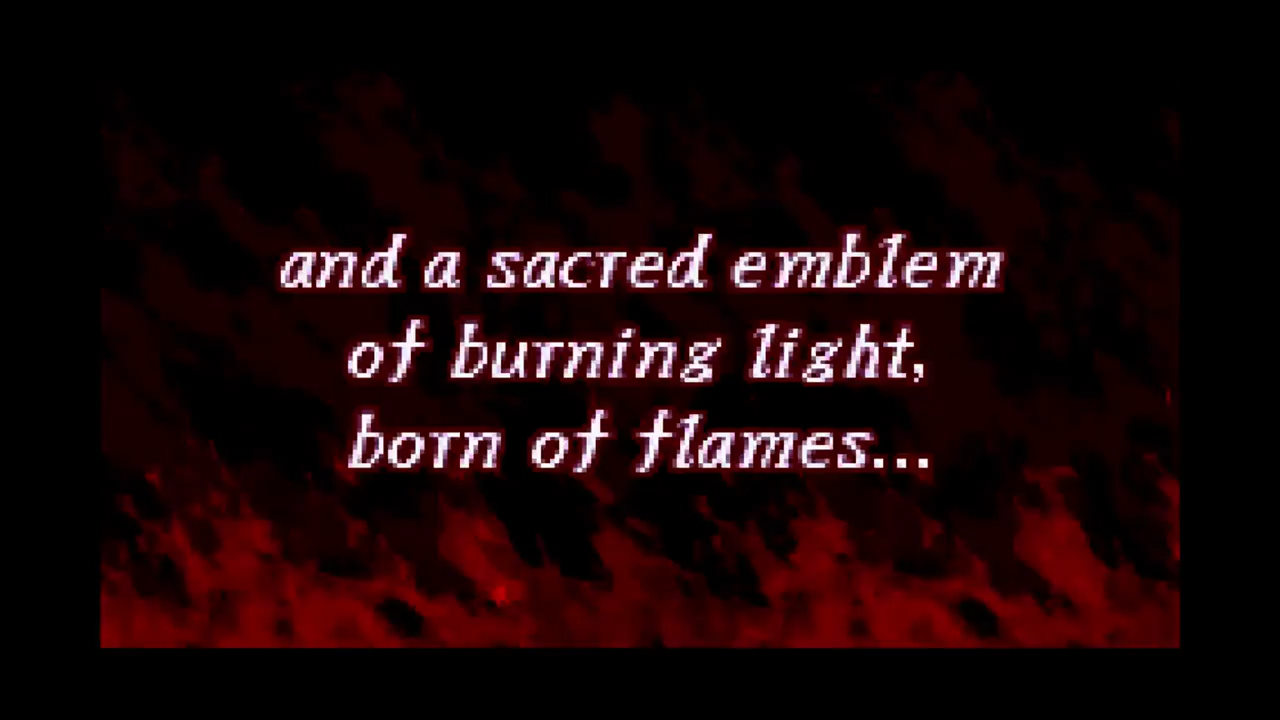 and a sacred emblem
of burning light,
born of flames...